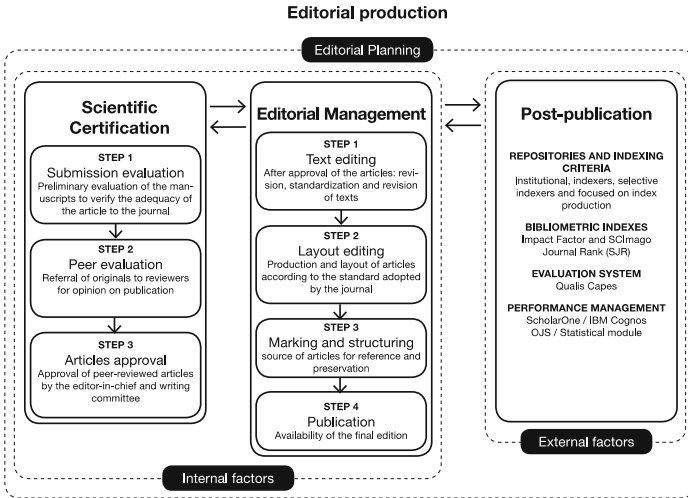 Editorial production
Editorial Planning
Scientific
Certification
STEP 1
Submission evaluation
Preliminary evaluation of the man-
uscripts to verify the adequacy of
the article to the journal
STEP 2
Peer evaluation
Referral of originals to reviewers
for opinion on publication
STEP 3
Articles approval
Approval of peer-reviewed articles
by the editor-in-chief and writing
committee
Editorial Management
STEP 1
Text editing
After approval of the articles: revi-
sion, standardization and revision
of texts
STEP 2
Layout editing
Production and layout of articles
according to the standard adopted
by the journal
STEP 3
Marking and structuring
source of articles for reference and
preservation
STEP 4
Publication
Availability of the final edition
Internal factors
Post-publication
REPOSITORIES AND INDEXING
CRITERIA
Institutional, indexers, selective
indexers and focused on index
production
BIBLIOMETRIC INDEXES
Impact Factor and SCImago
Journal Rank (SJR)
EVALUATION SYSTEM
Qualis Capes
PERFORMANCE MANAGEMENT
ScholarOne / IBM Cognos
OJS / Statistical module
External factors